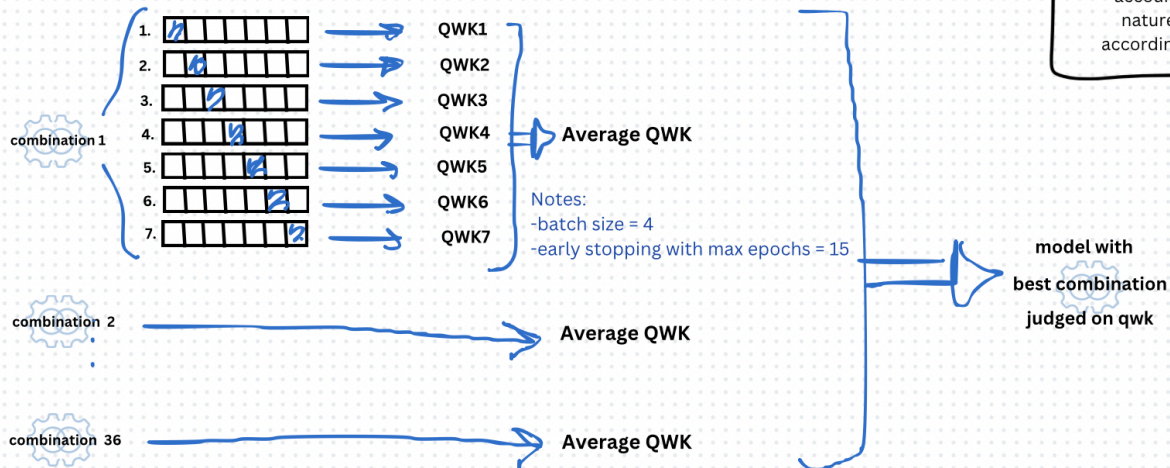 accou
nature
accordin
combination 1
1.
2.
3.
4.
5.
6.
7.
QWK1
QWK2
QWK3
QWK4
QWK5
QWK6
QWK7
Average QWK
Notes:
-batch size = 4
-early stopping with max epochs = 15
combination 2
Average QWK
combination 36
Average QWK
model with
best combination
judged on qwk